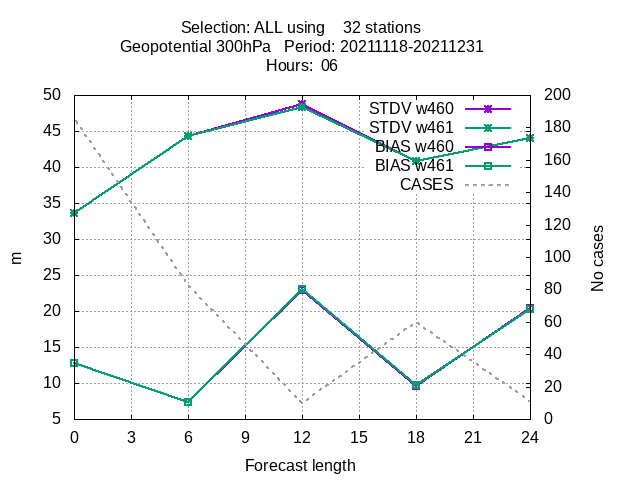 Selection: ALL using    32 stations
Geopotential 300hPa   Period: 20211118-20211231
Hours:  06
50
45
40
35
30
25
20
15
10
5
m
STDV w460
STDV w461
BIAS w460
BIAS w461
CASES
200
180
160
140
120
100
80
60
40
20
0
No cases
0 3 6 9 12 15 18 21 24
Forecast length